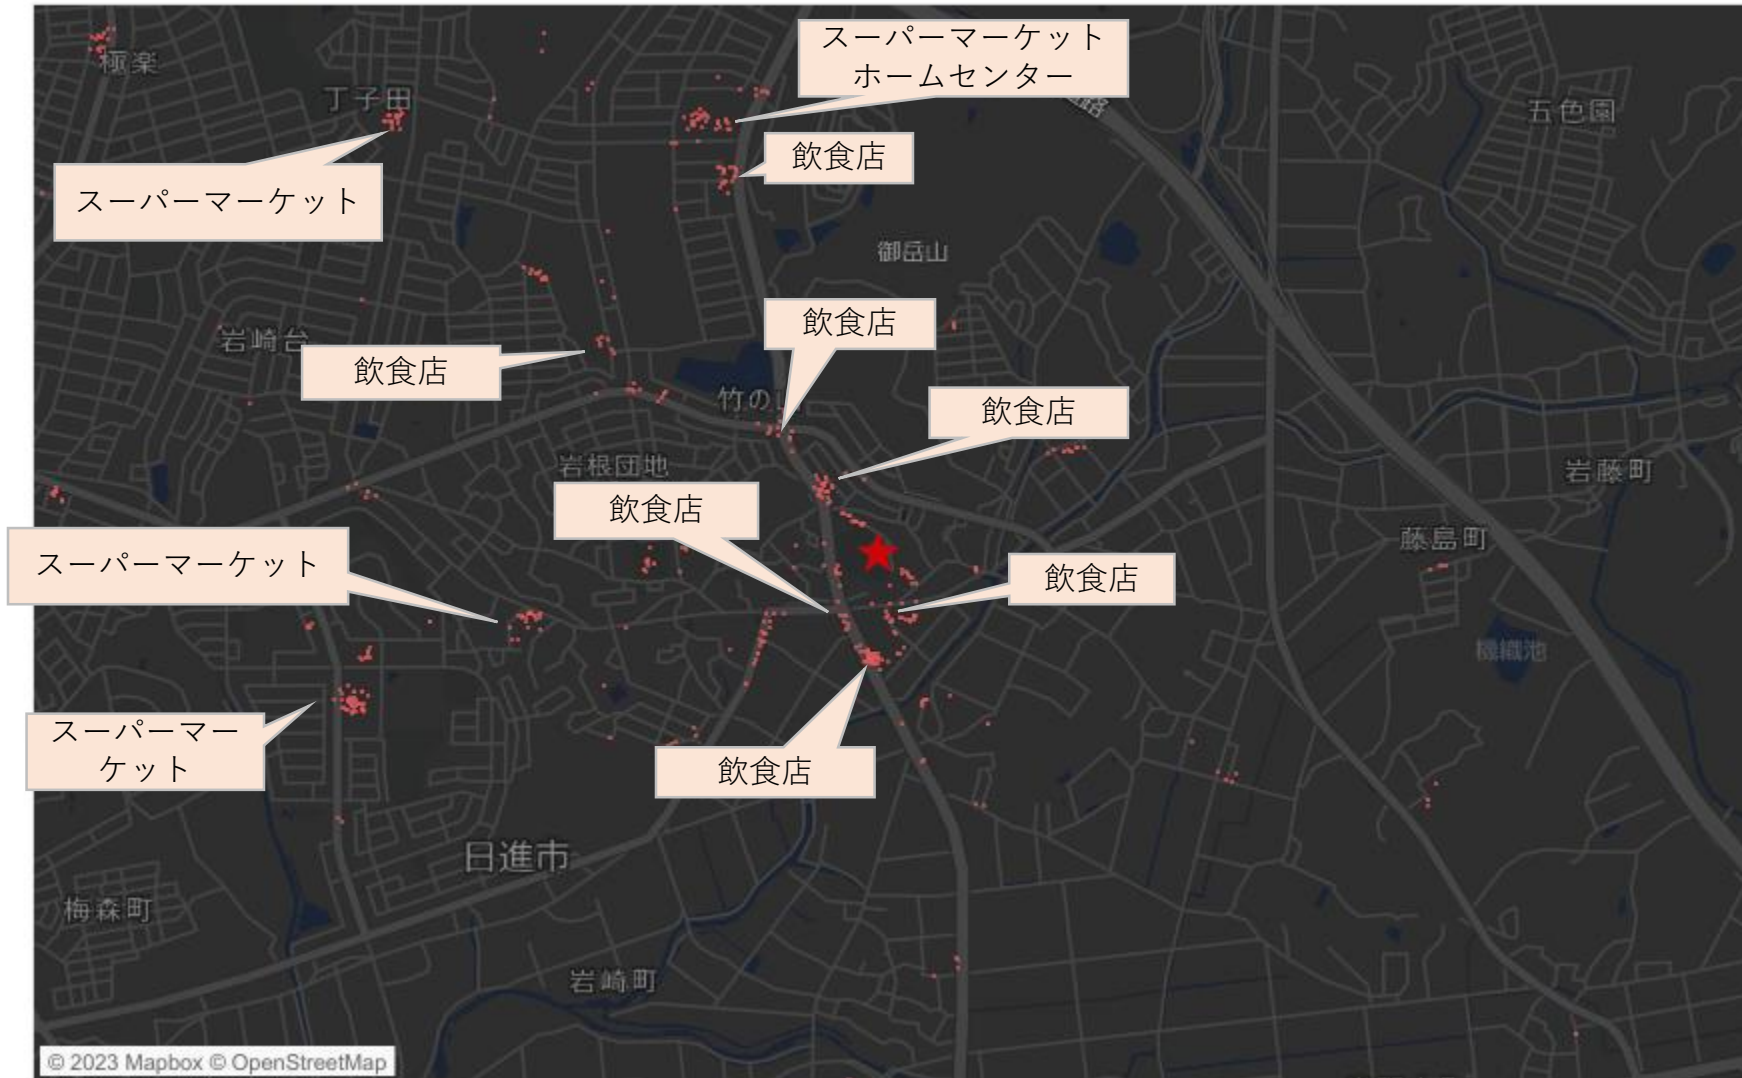 スーパーマーケット
ホームセンター
極楽
丁子田
五色園
路
飲食店
スーパーマーケット
御岳山
飲食店
岩崎台
飲食店
竹の山
飲食店
岩根団地
岩藤町
飲食店
藤島町
スーパーマーケット
飲食店
機織池
スーパーマー
ケット
飲食店
日進市
梅森町
岩崎町
© 2023 Mapbox © OpenStreetMap